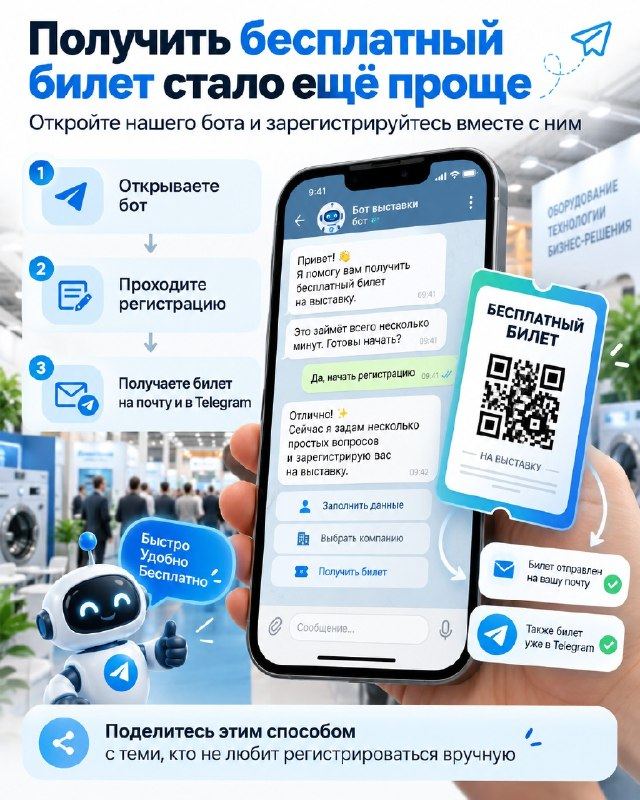 Получить бесплатный
билет стало ещё проще
Откройте нашего бота и зарегистрируйтесь вместе с ним
1
Открываете
бот
2
Проходите
регистрацию
3
Получаете билет
на почту и в Telegram
9:41
Бот выставки
бот
Привет! 👋
Я помогу вам получить
бесплатный билет
на выставку.
09:41
Это займёт всего несколько
минут. Готовы начать?
09:41
Да, начать регистрацию
09:41
Отлично! ✨
Сейчас я задам несколько
простых вопросов
и зарегистрирую вас
на выставку.
09:42
Заполнить данные
Выбрать компанию
Получить билет
Сообщение...
ОБОРУДОВАНИЕ
ТЕХНОЛОГИИ
БИЗНЕС-РЕШЕНИЯ
БЕСПЛАТНЫЙ
БИЛЕТ
НА ВЫСТАВКУ
Билет отправлен
на вашу почту
Также билет
уже в Telegram
Быстро
Удобно
Бесплатно
Поделитесь этим способом
с теми, кто не любит регистрироваться вручную